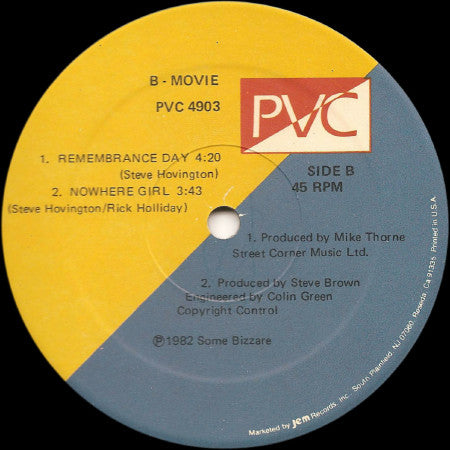 B - MOVIE
PVC 4903
PVC
1. REMEMBRANCE DAY 4:20
(Steve Hovington)
2. NOWHERE GIRL 3:43
(Steve Hovington/Rick Holliday)
SIDE B
45 RPM
1. Produced by Mike Thorne
Street Corner Music Ltd.
2. Produced by Steve Brown
Engineered by Colin Green
Copyright Control
Ⓟ1982 Some Bizzare
Marketed by Jem Records, Inc. South Plainfield, NJ 07080, Reseda, Ca 91335 Printed in U.S.A.